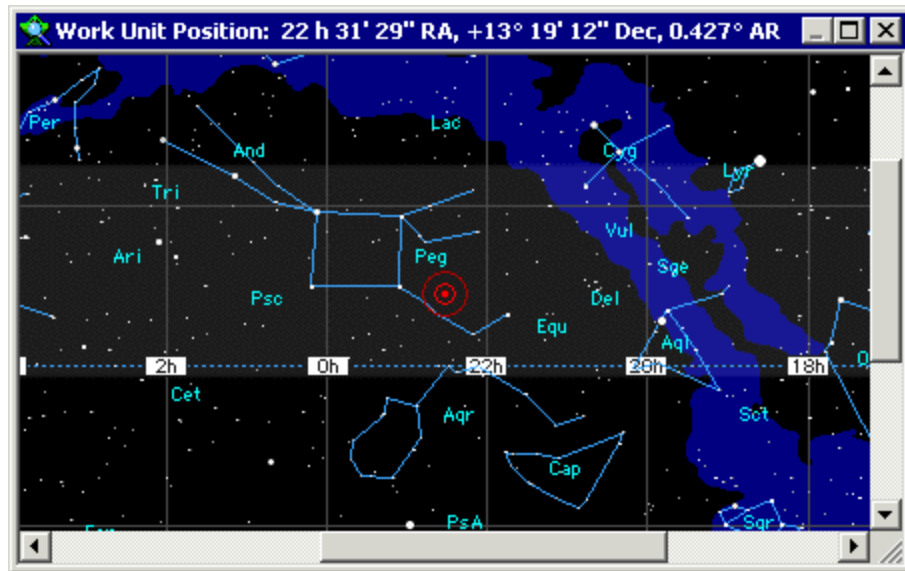 Work Unit Position: 22 h 31' 29" RA, +13° 19' 12" Dec, 0.427° AR
Per Lac
And Cyg
Lyr
Tri
Vul
Ari Peg
Sge
Psc Del
Equ
Aql
2h 0h 22h 20h 18h
Cet
Aqr Sct
Cap
PsA Sgr